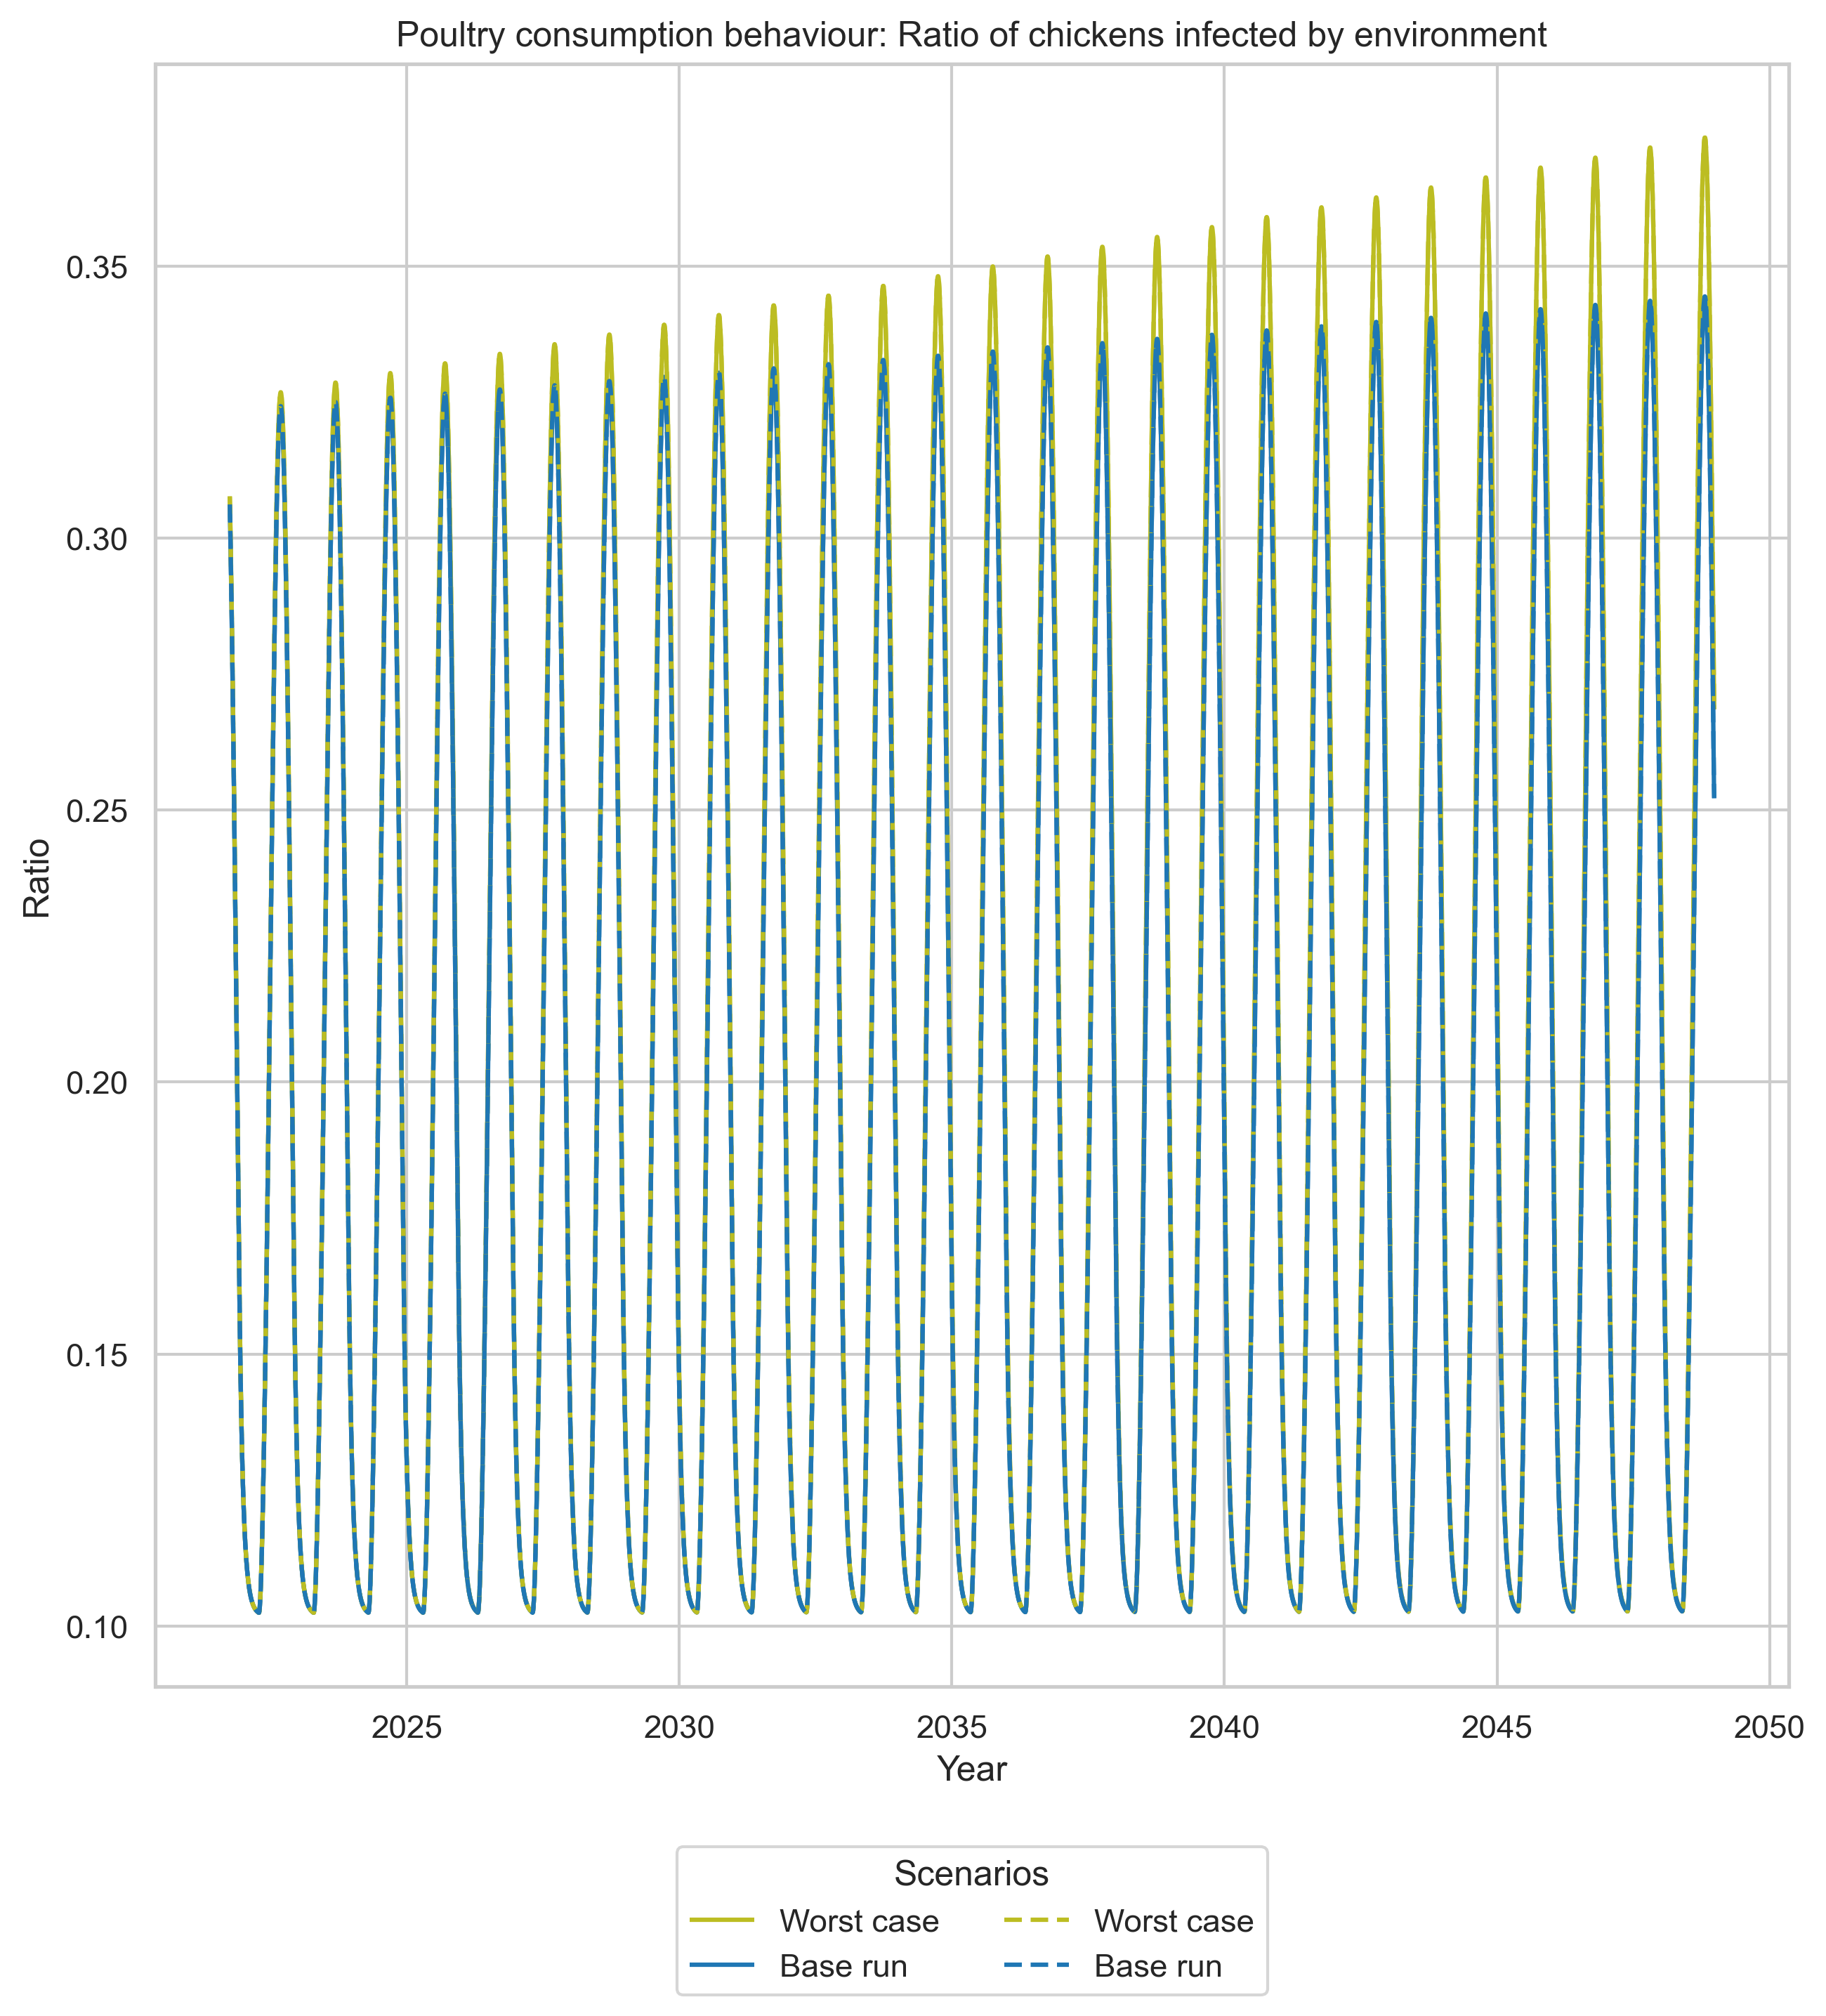 Poultry consumption behaviour: Ratio of chickens infected by environment
0.35
0.30
0.25
0.20
0.15
0.10
Ratio
2025 2030 2035 2040 2045 2050
Year
Scenarios
Worst case Worst case
Base run Base run